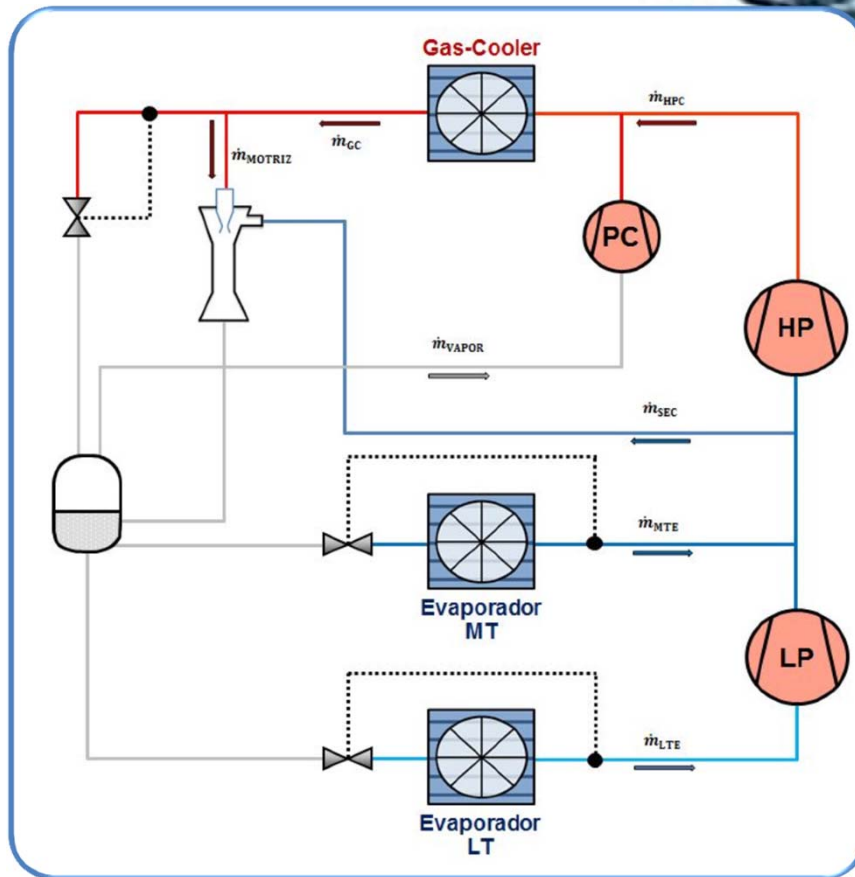 Gas-Cooler
ṁHPC
ṁGC
ṁMOTRIZ
PC
HP
ṁVAPOR
ṁSEC
ṁMTE
Evaporador
MT
LP
ṁLTE
Evaporador
LT